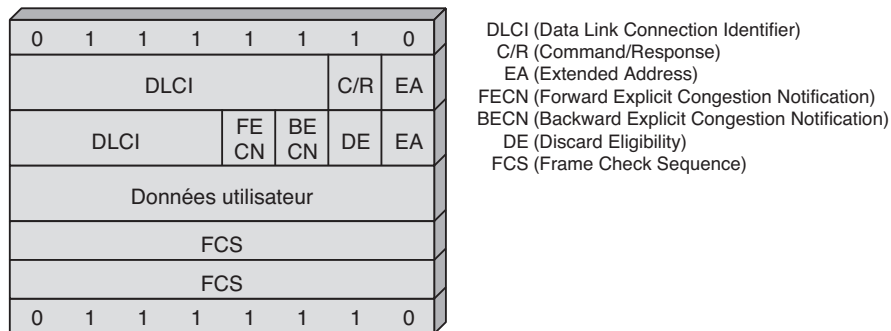 0 1 1 1 1 1 1 0
DLCI C/R EA
DLCI FE CN BE CN DE EA
Données utilisateur
FCS
FCS
0 1 1 1 1 1 1 0
DLCI (Data Link Connection Identifier)
C/R (Command/Response)
EA (Extended Address)
FECN (Forward Explicit Congestion Notification)
BECN (Backward Explicit Congestion Notification)
DE (Discard Eligibility)
FCS (Frame Check Sequence)